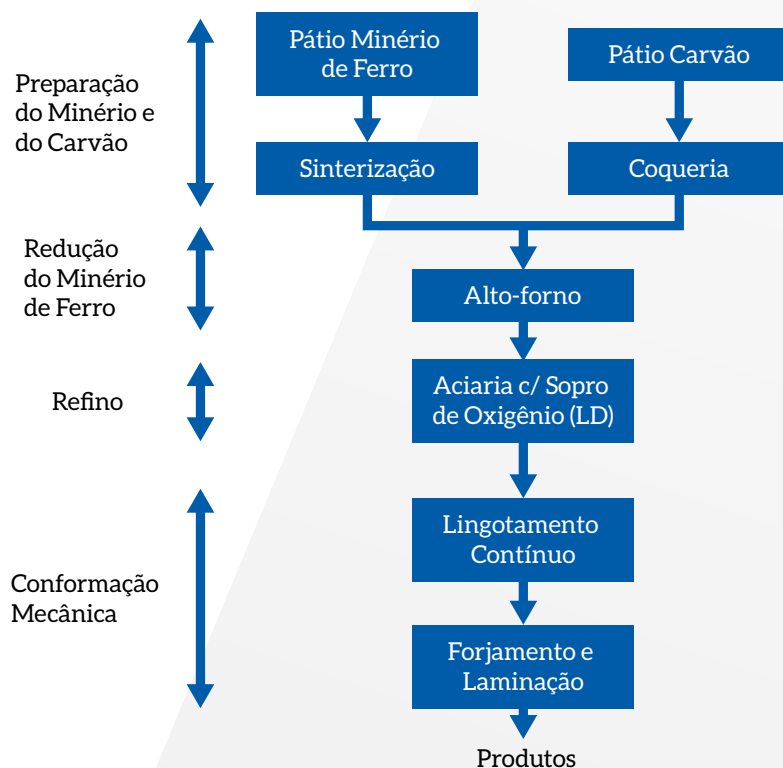 Preparação
do Minério e
do Carvão
Pátio Minério
de Ferro
Pátio Carvão
Sinterização
Coqueria
Redução
do Minério
de Ferro
Alto-forno
Refino
Aciaria c/ Sopro
de Oxigênio (LD)
Conformação
Mecânica
Lingotamento
Contínuo
Forjamento e
Laminação
Produtos